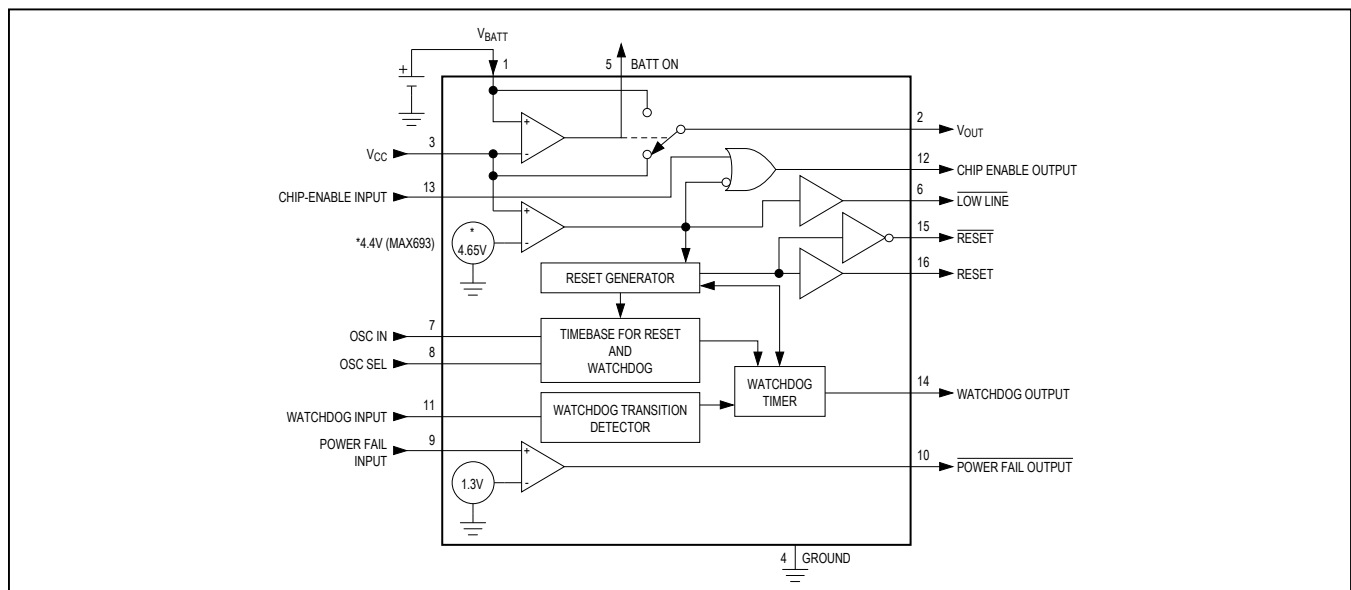 VBATT
+
1
5 BATT ON
+
-
2
VOUT
VCC
3
12
CHIP ENABLE OUTPUT
CHIP-ENABLE INPUT
13
6
LOW LINE
+
-
*4.4V (MAX693)
*
4.65V
15
RESET
16
RESET
RESET GENERATOR
OSC IN
7
OSC SEL
8
TIMEBASE FOR RESET
AND
WATCHDOG
WATCHDOG
TIMER
14
WATCHDOG OUTPUT
WATCHDOG INPUT
11
WATCHDOG TRANSITION
DETECTOR
POWER FAIL
INPUT
9
+
-
1.3V
10
POWER FAIL OUTPUT
4 GROUND